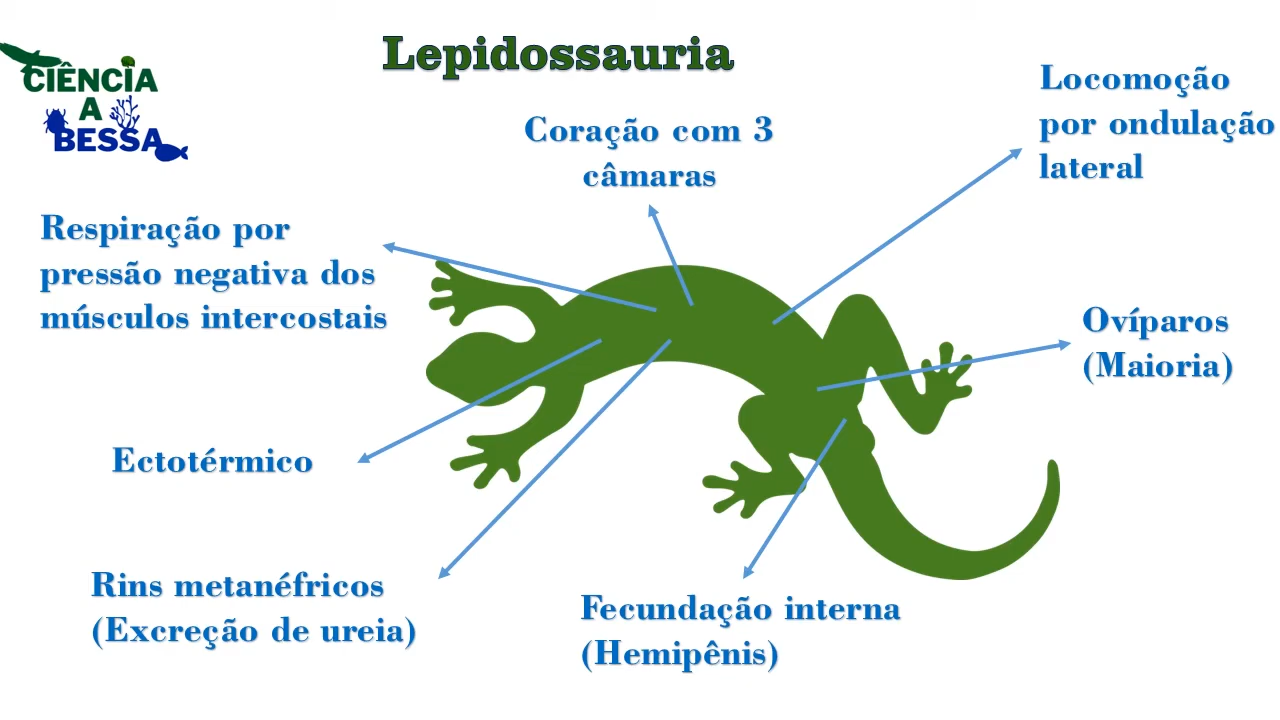 CIÊNCIA
A
BESSA
Lepidossauria
Coração com 3
câmaras
Locomoção
por ondulação
lateral
Respiração por
pressão negativa dos
músculos intercostais
Ovíparos
(Maioria)
Ectotérmico
Rins metanéfricos
(Excreção de ureia)
Fecundação interna
(Hemipênis)